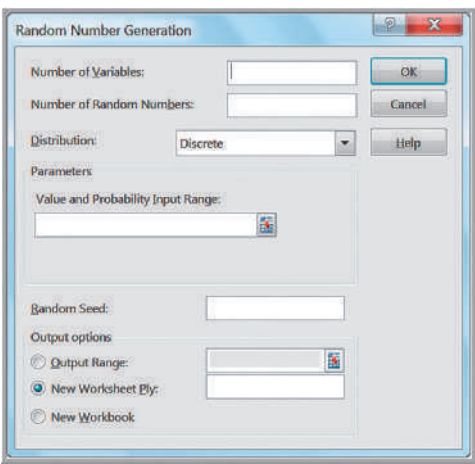 Random Number Generation
Number of Variables:
OK
Number of Random Numbers:
Cancel
Distribution:
Discrete
Help
Parameters
Value and Probability Input Range:
Random Seed:
Output options
Output Range:
New Worksheet Ply:
New Workbook